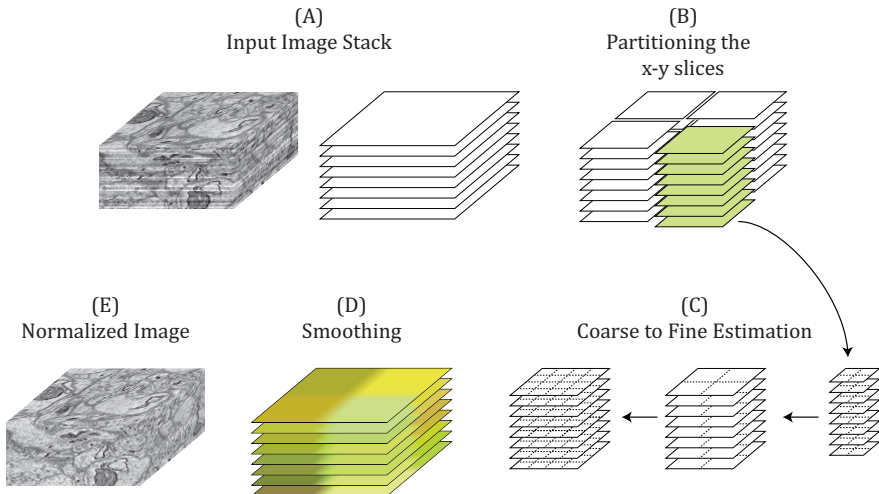 (A)
Input Image Stack
(B)
Partitioning the
x-y slices
(E)
Normalized Image
(D)
Smoothing
(C)
Coarse to Fine Estimation